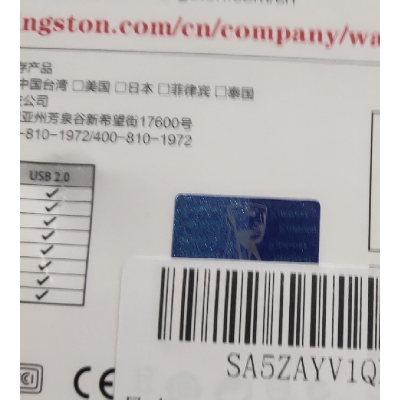 ngston.com/cn/company/wa
存产品
中国台湾 □美国 □日本 □菲律宾 □泰国
公司
亚州芳泉谷新希望街17600号
-810-1972/400-810-1972
USB 2.0
CE
SA5ZAYV1Q